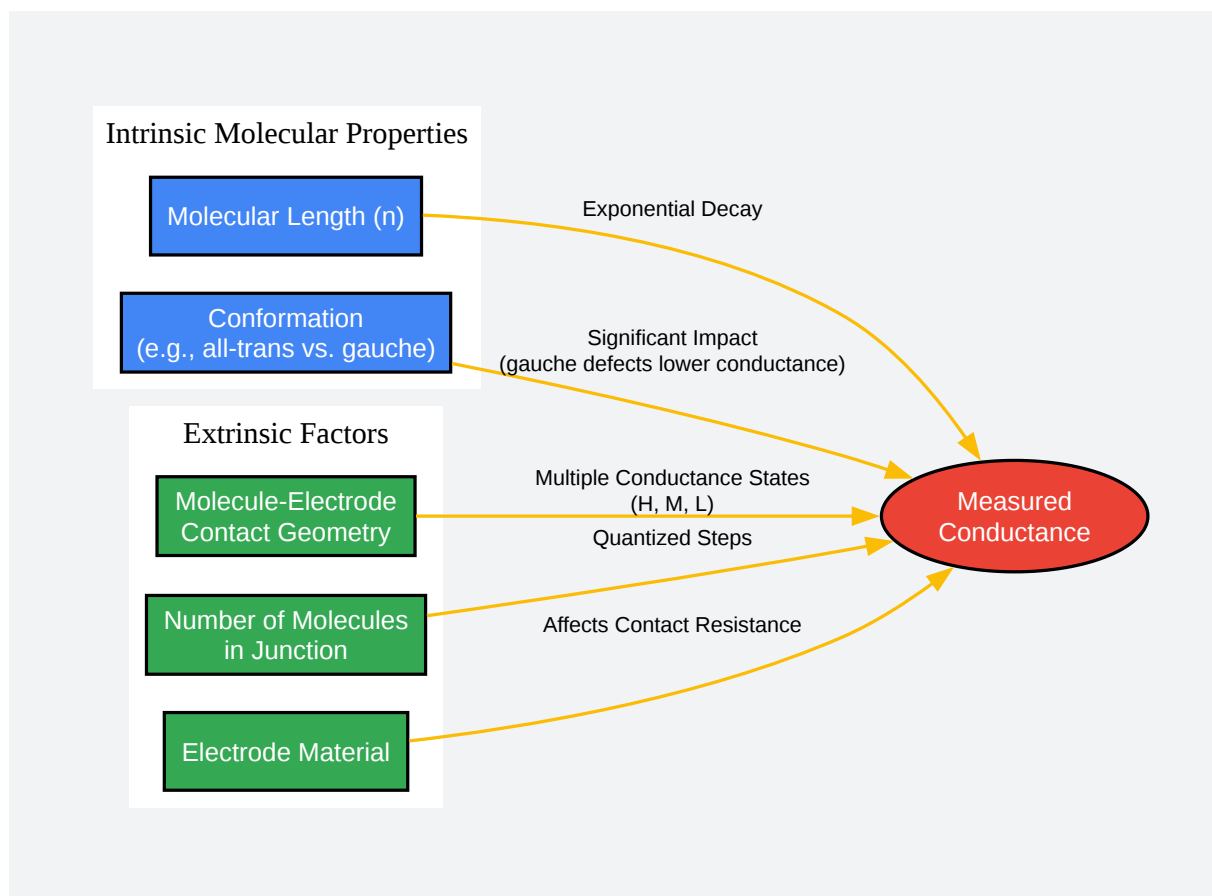 Intrinsic Molecular Properties
Molecular Length (n)
Exponential Decay
Conformation
(e.g., all-trans vs. gauche)
Significant Impact
(gauche defects lower conductance)
Extrinsic Factors
Molecule-Electrode
Contact Geometry
Multiple Conductance States
(H, M, L)
Quantized Steps
Measured
Conductance
Number of Molecules
in Junction
Affects Contact Resistance
Electrode Material